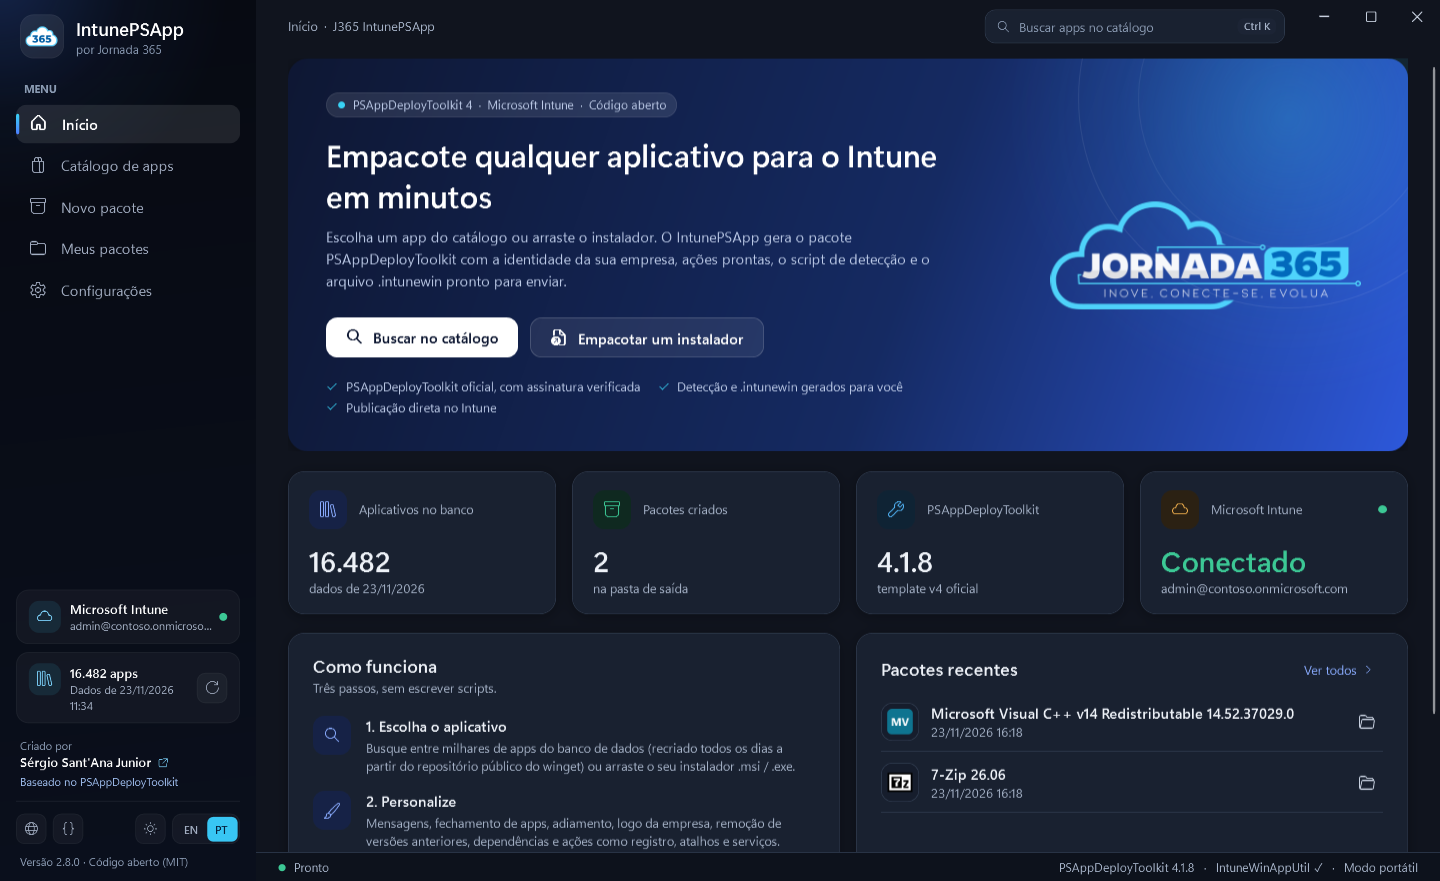 IntunePSApp
por Jornada 365
MENU
Início
Catálogo de apps
Novo pacote
Meus pacotes
Configurações
Microsoft Intune
admin@contoso.onmicroso...
16.482 apps
Dados de 23/11/2026
11:34
Criado por
Sérgio Sant'Ana Junior
Baseado no PSAppDeployToolkit
EN PT
Versão 2.8.0 · Código aberto (MIT)
Início · J365 IntunePSApp
Buscar apps no catálogo Ctrl K
PSAppDeployToolkit 4 · Microsoft Intune · Código aberto
Empacote qualquer aplicativo para o Intune
em minutos
Escolha um app do catálogo ou arraste o instalador. O IntunePSApp gera o pacote
PSAppDeployToolkit com a identidade da sua empresa, ações prontas, o script de detecção e o
arquivo .intunewin pronto para enviar.
Buscar no catálogo
Empacotar um instalador
PSAppDeployToolkit oficial, com assinatura verificada
Detecção e .intunewin gerados para você
Publicação direta no Intune
JORNADA 365
INOVE, CONECTE-SE, EVOLUA
Aplicativos no banco
16.482
dados de 23/11/2026
Pacotes criados
2
na pasta de saída
PSAppDeployToolkit
4.1.8
template v4 oficial
Microsoft Intune
Conectado
admin@contoso.onmicrosoft.com
Como funciona
Três passos, sem escrever scripts.
1. Escolha o aplicativo
Busque entre milhares de apps do banco de dados (recriado todos os dias a
partir do repositório público do winget) ou arraste o seu instalador .msi / .exe.
2. Personalize
Mensagens, fechamento de apps, adiamento, logo da empresa, remoção de
versões anteriores, dependências e ações como registro, atalhos e serviços.
Pacotes recentes
Ver todos
MV
Microsoft Visual C++ v14 Redistributable 14.52.37029.0
23/11/2026 16:18
7z
7-Zip 26.06
23/11/2026 16:18
Pronto
PSAppDeployToolkit 4.1.8 · IntuneWinAppUtil ✓ · Modo portátil
365